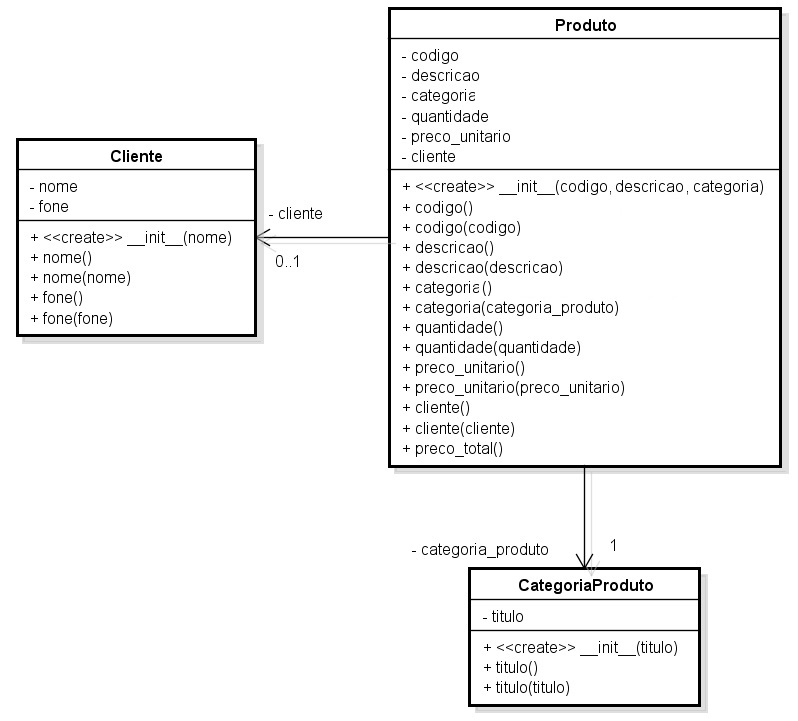 Produto
- codigo
- descricao
- categoria
- quantidade
- preco_unitario
- cliente
+ <<create>> __init__(codigo, descricao, categoria)
+ codigo()
+ codigo(codigo)
+ descricao()
+ descricao(descricao)
+ categoria()
+ categoria(categoria_produto)
+ quantidade()
+ quantidade(quantidade)
+ preco_unitario()
+ preco_unitario(preco_unitario)
+ cliente()
+ cliente(cliente)
+ preco_total()
Cliente
- nome
- fone
+ <<create>> __init__(nome)
+ nome()
+ nome(nome)
+ fone()
+ fone(fone)
- cliente
0..1
- categoria_produto
1
CategoriaProduto
- titulo
+ <<create>> __init__(titulo)
+ titulo()
+ titulo(titulo)